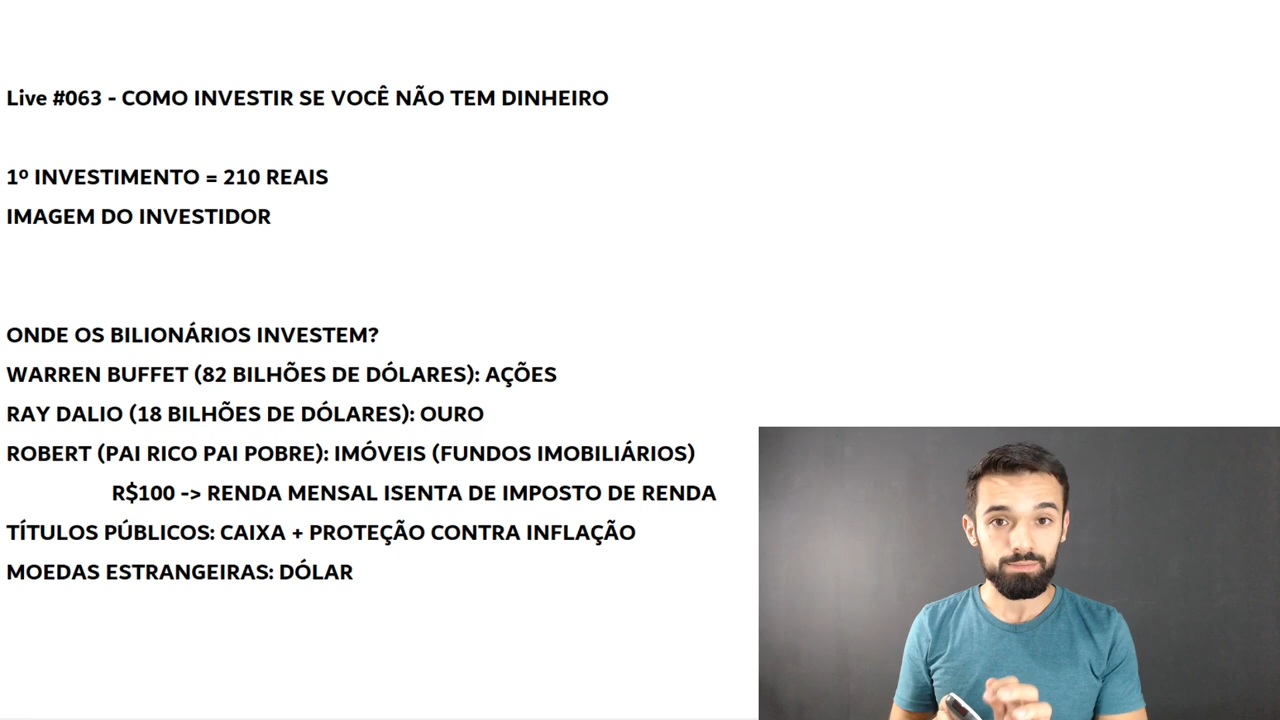 Live #063 - COMO INVESTIR SE VOCÊ NÃO TEM DINHEIRO
1º INVESTIMENTO = 210 REAIS
IMAGEM DO INVESTIDOR
ONDE OS BILIONÁRIOS INVESTEM?
WARREN BUFFET (82 BILHÕES DE DÓLARES): AÇÕES
RAY DALIO (18 BILHÕES DE DÓLARES): OURO
ROBERT (PAI RICO PAI POBRE): IMÓVEIS (FUNDOS IMOBILIÁRIOS)
R$100 -> RENDA MENSAL ISENTA DE IMPOSTO DE RENDA
TÍTULOS PÚBLICOS: CAIXA + PROTEÇÃO CONTRA INFLAÇÃO
MOEDAS ESTRANGEIRAS: DÓLAR